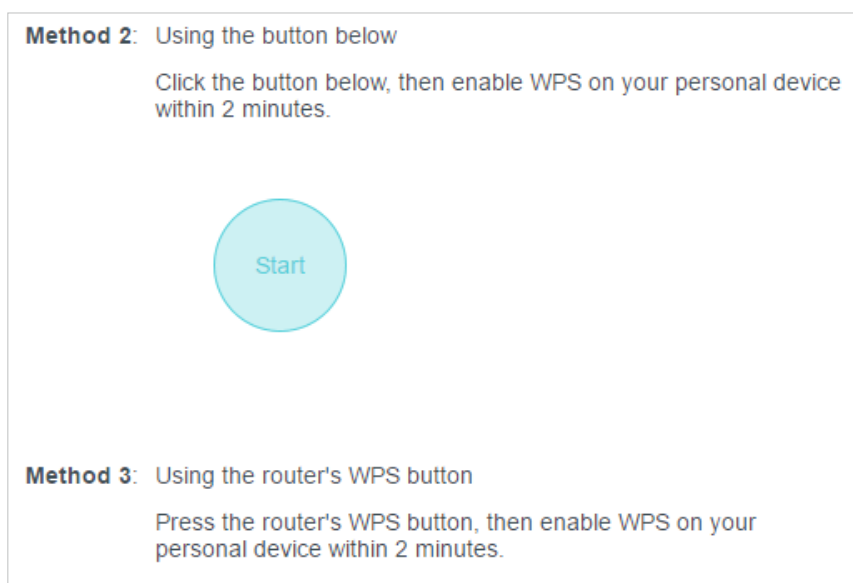 Method 2: Using the button below
Click the button below, then enable WPS on your personal device
within 2 minutes.
Start
Method 3: Using the router's WPS button
Press the router's WPS button, then enable WPS on your
personal device within 2 minutes.